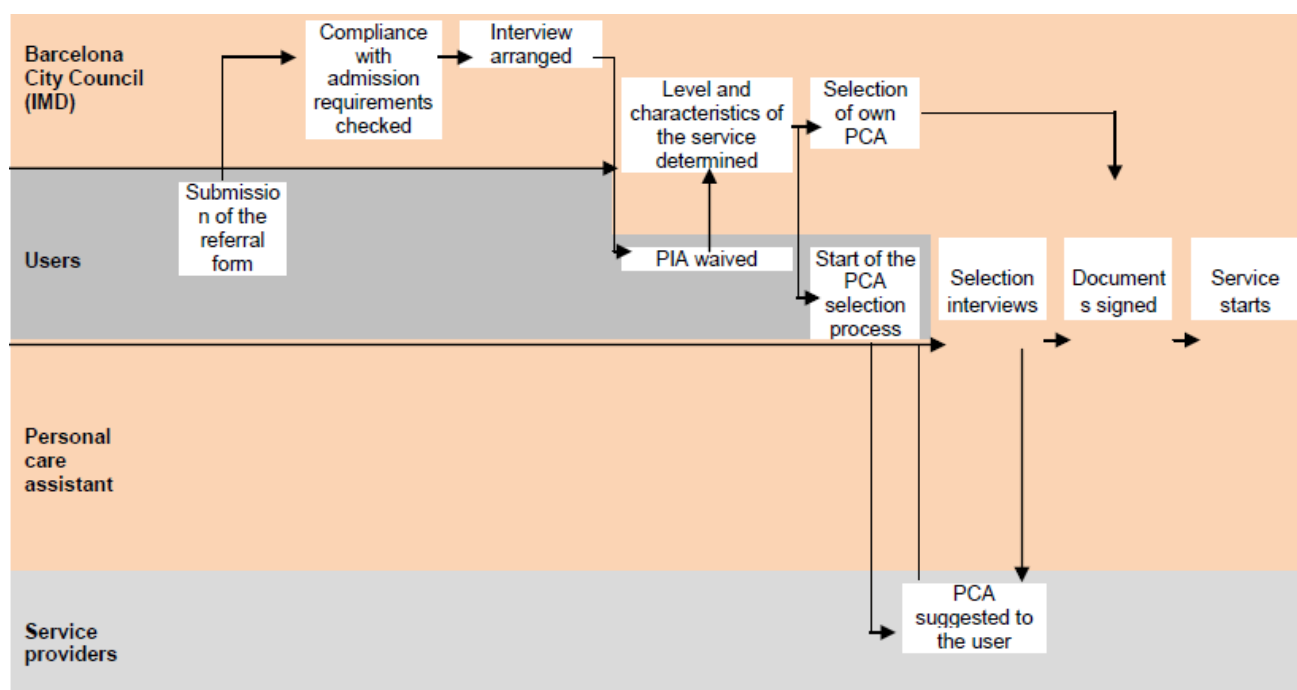 Barcelona
City Council
(IMD)
Compliance
with
admission
requirements
checked
Interview
arranged
Level and
characteristics of
the service
determined
Selection
of own
PCA
Users
Submissio
n of the
referral
form
PIA waived
Start of the
PCA
selection
process
Selection
interviews
Document
s signed
Service
starts
Personal
care
assistant
Service
providers
PCA
suggested to
the user